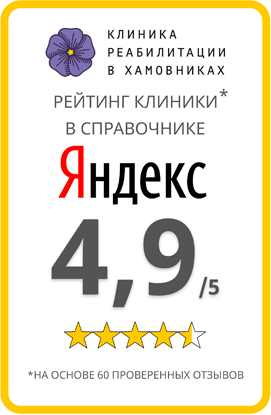 КЛИНИКА
РЕАБИЛИТАЦИИ
В ХАМОВНИКАХ
РЕЙТИНГ КЛИНИКИ*
В СПРАВОЧНИКЕ
Яндекс
4,9/5
*НА ОСНОВЕ 60 ПРОВЕРЕННЫХ ОТЗЫВОВ